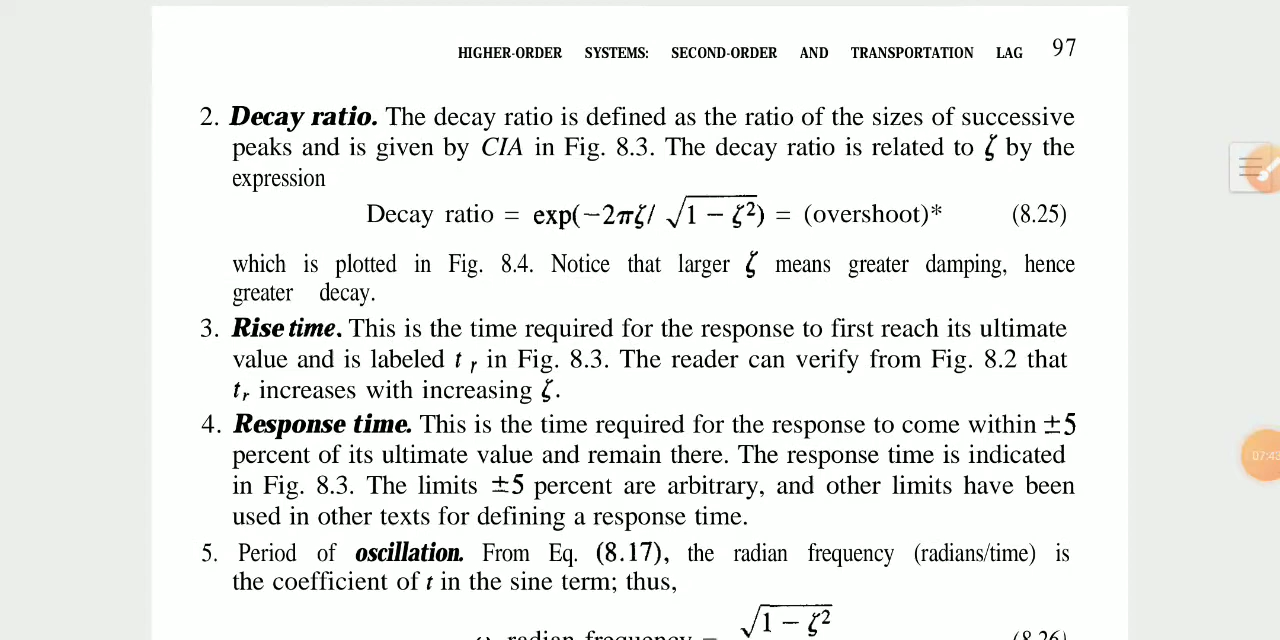 HIGHER-ORDER SYSTEMS: SECOND-ORDER AND TRANSPORTATION LAG 97
2. Decay ratio. The decay ratio is defined as the ratio of the sizes of successive
peaks and is given by CIA in Fig. 8.3. The decay ratio is related to ζ by the
expression
Decay ratio = exp(−2πζ/ √1 − ζ²) = (overshoot)* (8.25)
which is plotted in Fig. 8.4. Notice that larger ζ means greater damping, hence
greater decay.
3. Rise time. This is the time required for the response to first reach its ultimate
value and is labeled t r in Fig. 8.3. The reader can verify from Fig. 8.2 that
tr increases with increasing ζ.
4. Response time. This is the time required for the response to come within ±5
percent of its ultimate value and remain there. The response time is indicated
in Fig. 8.3. The limits ±5 percent are arbitrary, and other limits have been
used in other texts for defining a response time.
5. Period of oscillation. From Eq. (8.17), the radian frequency (radians/time) is
the coefficient of t in the sine term; thus,
radian frequency = √1 − ζ² (8.26)
07:43